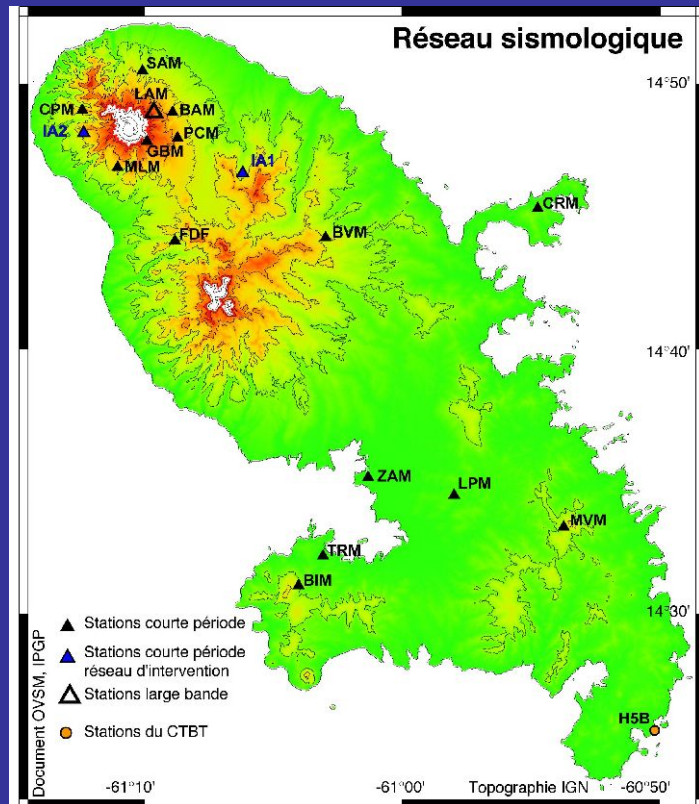 Réseau sismologique
SAM
14°50'
LAM
CPM
BAM
IA2
PCM
GBM
MLM
IA1
CRM
FDF
BVM
14°40'
ZAM
LPM
MVM
TRM
BIM
14°30'
Stations courte période
Stations courte période
réseau d'intervention
Stations large bande
Stations du CTBT
H5B
Document OVSM, IPGP
Topographie IGN
-61°10'
-61°00'
-60°50'